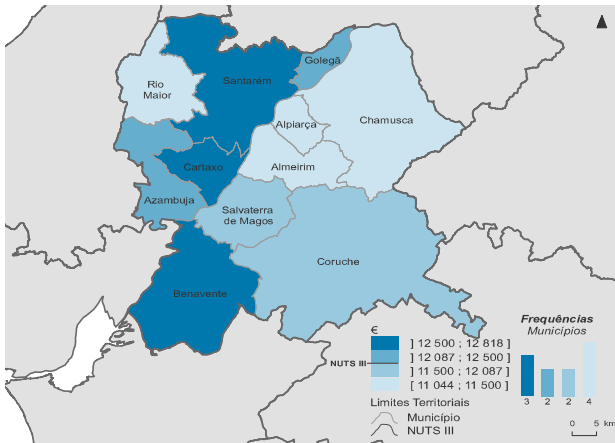 Golegã
Santarém
Rio
Maior
Alpiarça
Chamusca
Cartaxo
Almeirim
Azambuja
Salvaterra
de Magos
Coruche
Benavente
€
] 12 500 ; 12 818 ]
] 12 087 ; 12 500 ]
NUTS III
] 11 500 ; 12 087 ]
[ 11 044 ; 11 500 ]
Limites Territoriais
Município
NUTS III
Frequências
Municípios
3 2 2 4
0 5 km